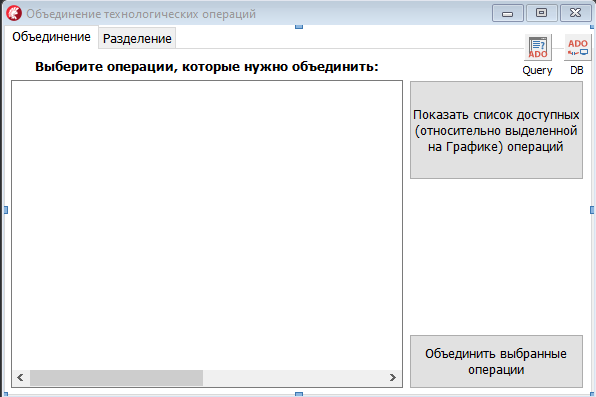 Объединение технологических операций
Объединение
Разделение
ADO
ADO
Query
DB
Выберите операции, которые нужно объединить:
Показать список доступных
(относительно выделенной
на Графике) операций
Объединить выбранные
операции